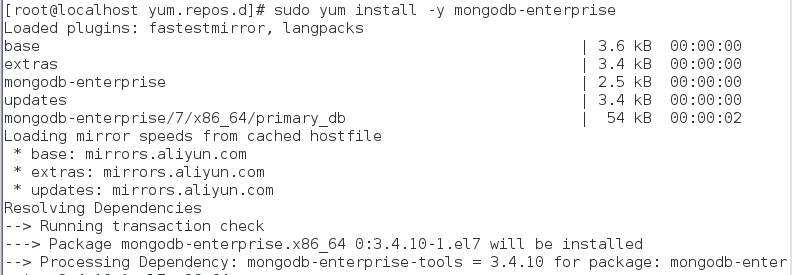 [root@localhost yum.repos.d]# sudo yum install -y mongodb-enterprise
Loaded plugins: fastestmirror, langpacks
base | 3.6 kB 00:00:00
extras | 3.4 kB 00:00:00
mongodb-enterprise | 2.5 kB 00:00:00
updates | 3.4 kB 00:00:00
mongodb-enterprise/7/x86_64/primary_db | 54 kB 00:00:02
Loading mirror speeds from cached hostfile
* base: mirrors.aliyun.com
* extras: mirrors.aliyun.com
* updates: mirrors.aliyun.com
Resolving Dependencies
--> Running transaction check
---> Package mongodb-enterprise.x86_64 0:3.4.10-1.el7 will be installed
--> Processing Dependency: mongodb-enterprise-tools = 3.4.10 for package: mongodb-enter